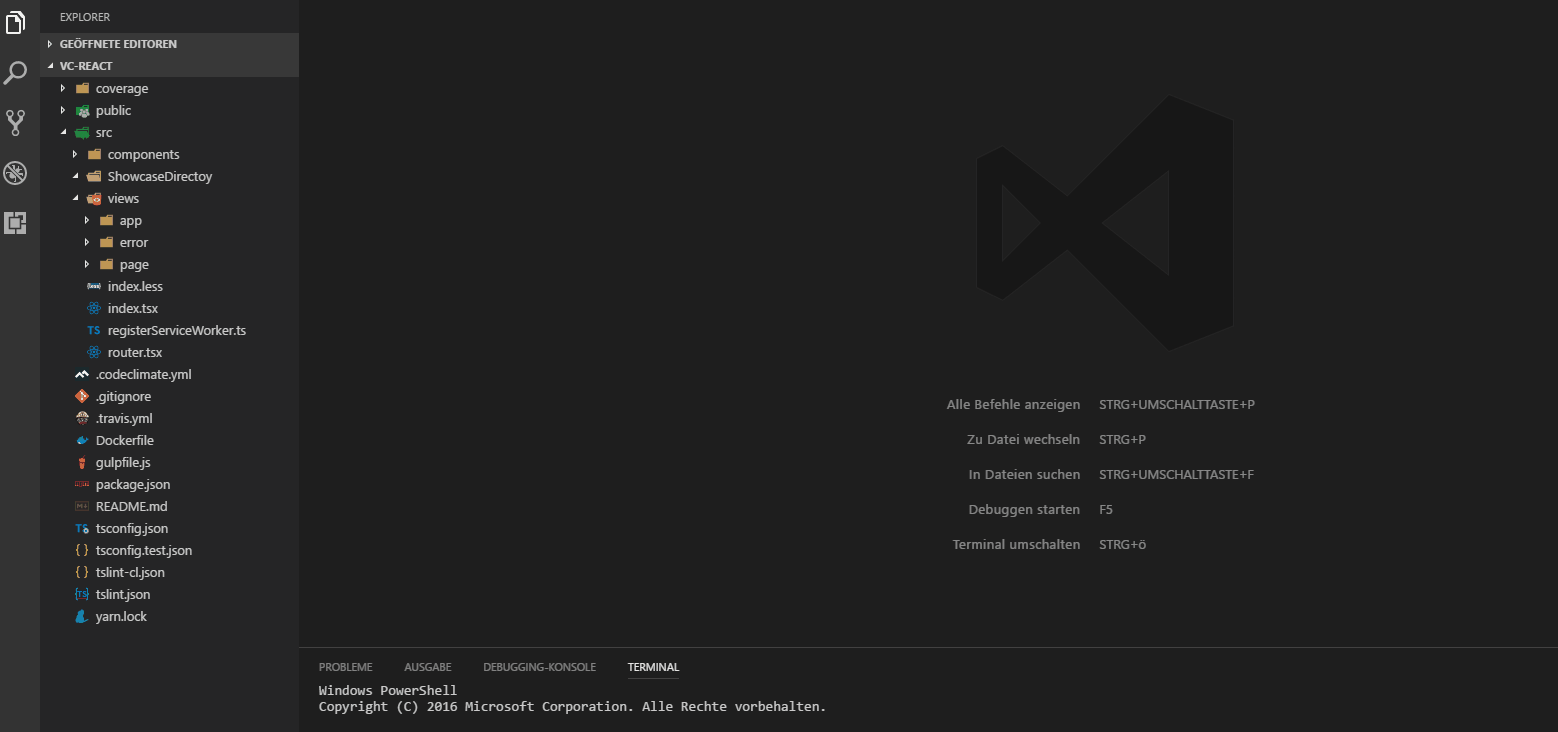 EXPLORER
GEÖFFNETE EDITOREN
VC-REACT
coverage
public
src
components
ShowcaseDirectoy
views
app
error
page
index.less
index.tsx
TS registerServiceWorker.ts
router.tsx
.codeclimate.yml
.gitignore
.travis.yml
Dockerfile
gulpfile.js
package.json
README.md
TS tsconfig.json
{ } tsconfig.test.json
{ } tslint-cl.json
{TS} tslint.json
yarn.lock
Alle Befehle anzeigen STRG+UMSCHALTTASTE+P
Zu Datei wechseln STRG+P
In Dateien suchen STRG+UMSCHALTTASTE+F
Debuggen starten F5
Terminal umschalten STRG+ö
PROBLEME AUSGABE DEBUGGING-KONSOLE TERMINAL
Windows PowerShell
Copyright (C) 2016 Microsoft Corporation. Alle Rechte vorbehalten.